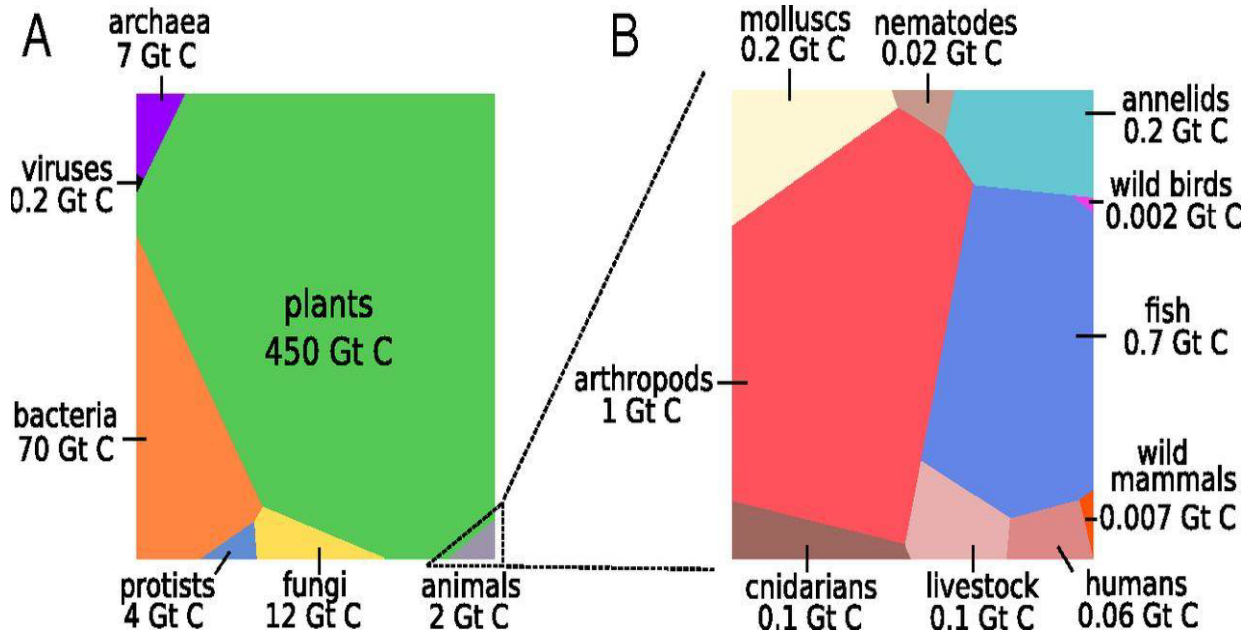 A
archaea
7 Gt C
viruses
0.2 Gt C
plants
450 Gt C
bacteria
70 Gt C
protists
4 Gt C
fungi
12 Gt C
animals
2 Gt C
B
molluscs
0.2 Gt C
nematodes
0.02 Gt C
annelids
0.2 Gt C
wild birds
0.002 Gt C
fish
0.7 Gt C
arthropods
1 Gt C
wild
mammals
0.007 Gt C
cnidarians
0.1 Gt C
livestock
0.1 Gt C
humans
0.06 Gt C